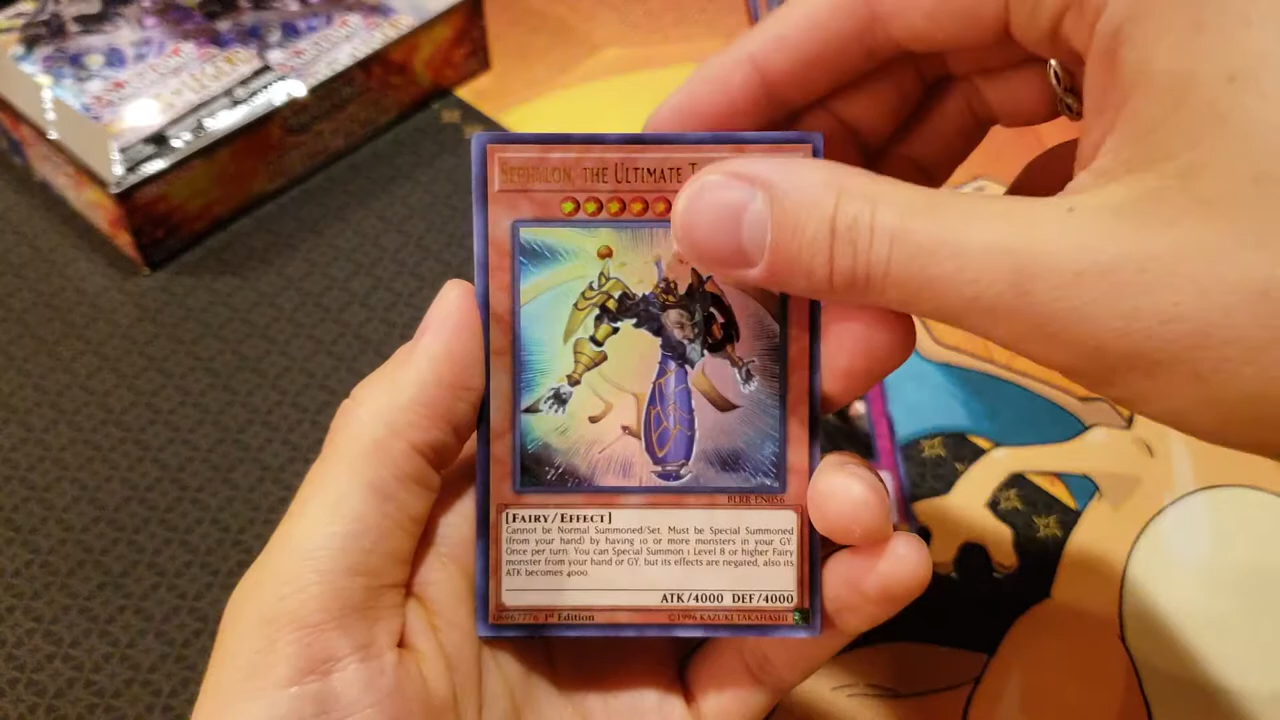 Sephylon, the Ultimate T
BLRR-EN056
[Fairy/Effect]
Cannot be Normal Summoned/Set. Must be Special Summoned
(from your hand) by having 10 or more monsters in your GY.
Once per turn: You can Special Summon 1 Level 8 or higher Fairy
monster from your hand or GY, but its effects are negated, also its
ATK becomes 4000.
ATK/4000 DEF/4000
08967776 1st Edition
©1996 KAZUKI TAKAHASHI